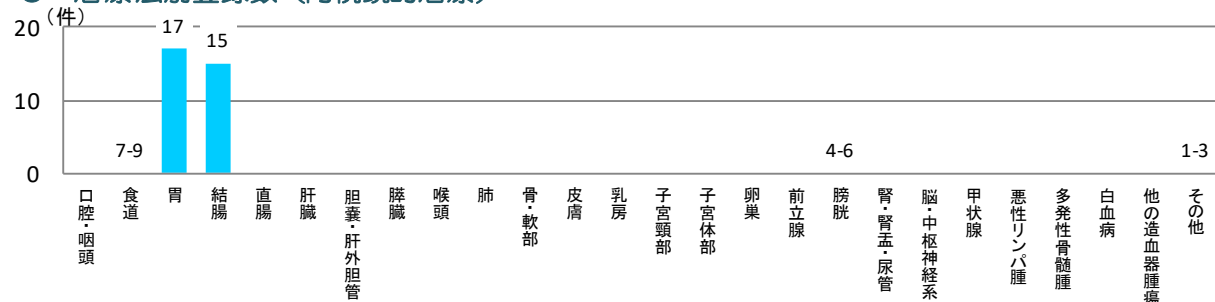 20（件）
17
15
10
7-9
4-6
1-3
0
口腔・咽頭
食道
胃
結腸
直腸
肝臓
胆嚢・肝外胆管
膵臓
喉頭
肺
骨・軟部
皮膚
乳房
子宮頸部
子宮体部
卵巣
前立腺
膀胱
腎・腎盂・尿管
脳・中枢神経系
甲状腺
悪性リンパ腫
多発性骨髄腫
白血病
他の造血器腫瘍
その他